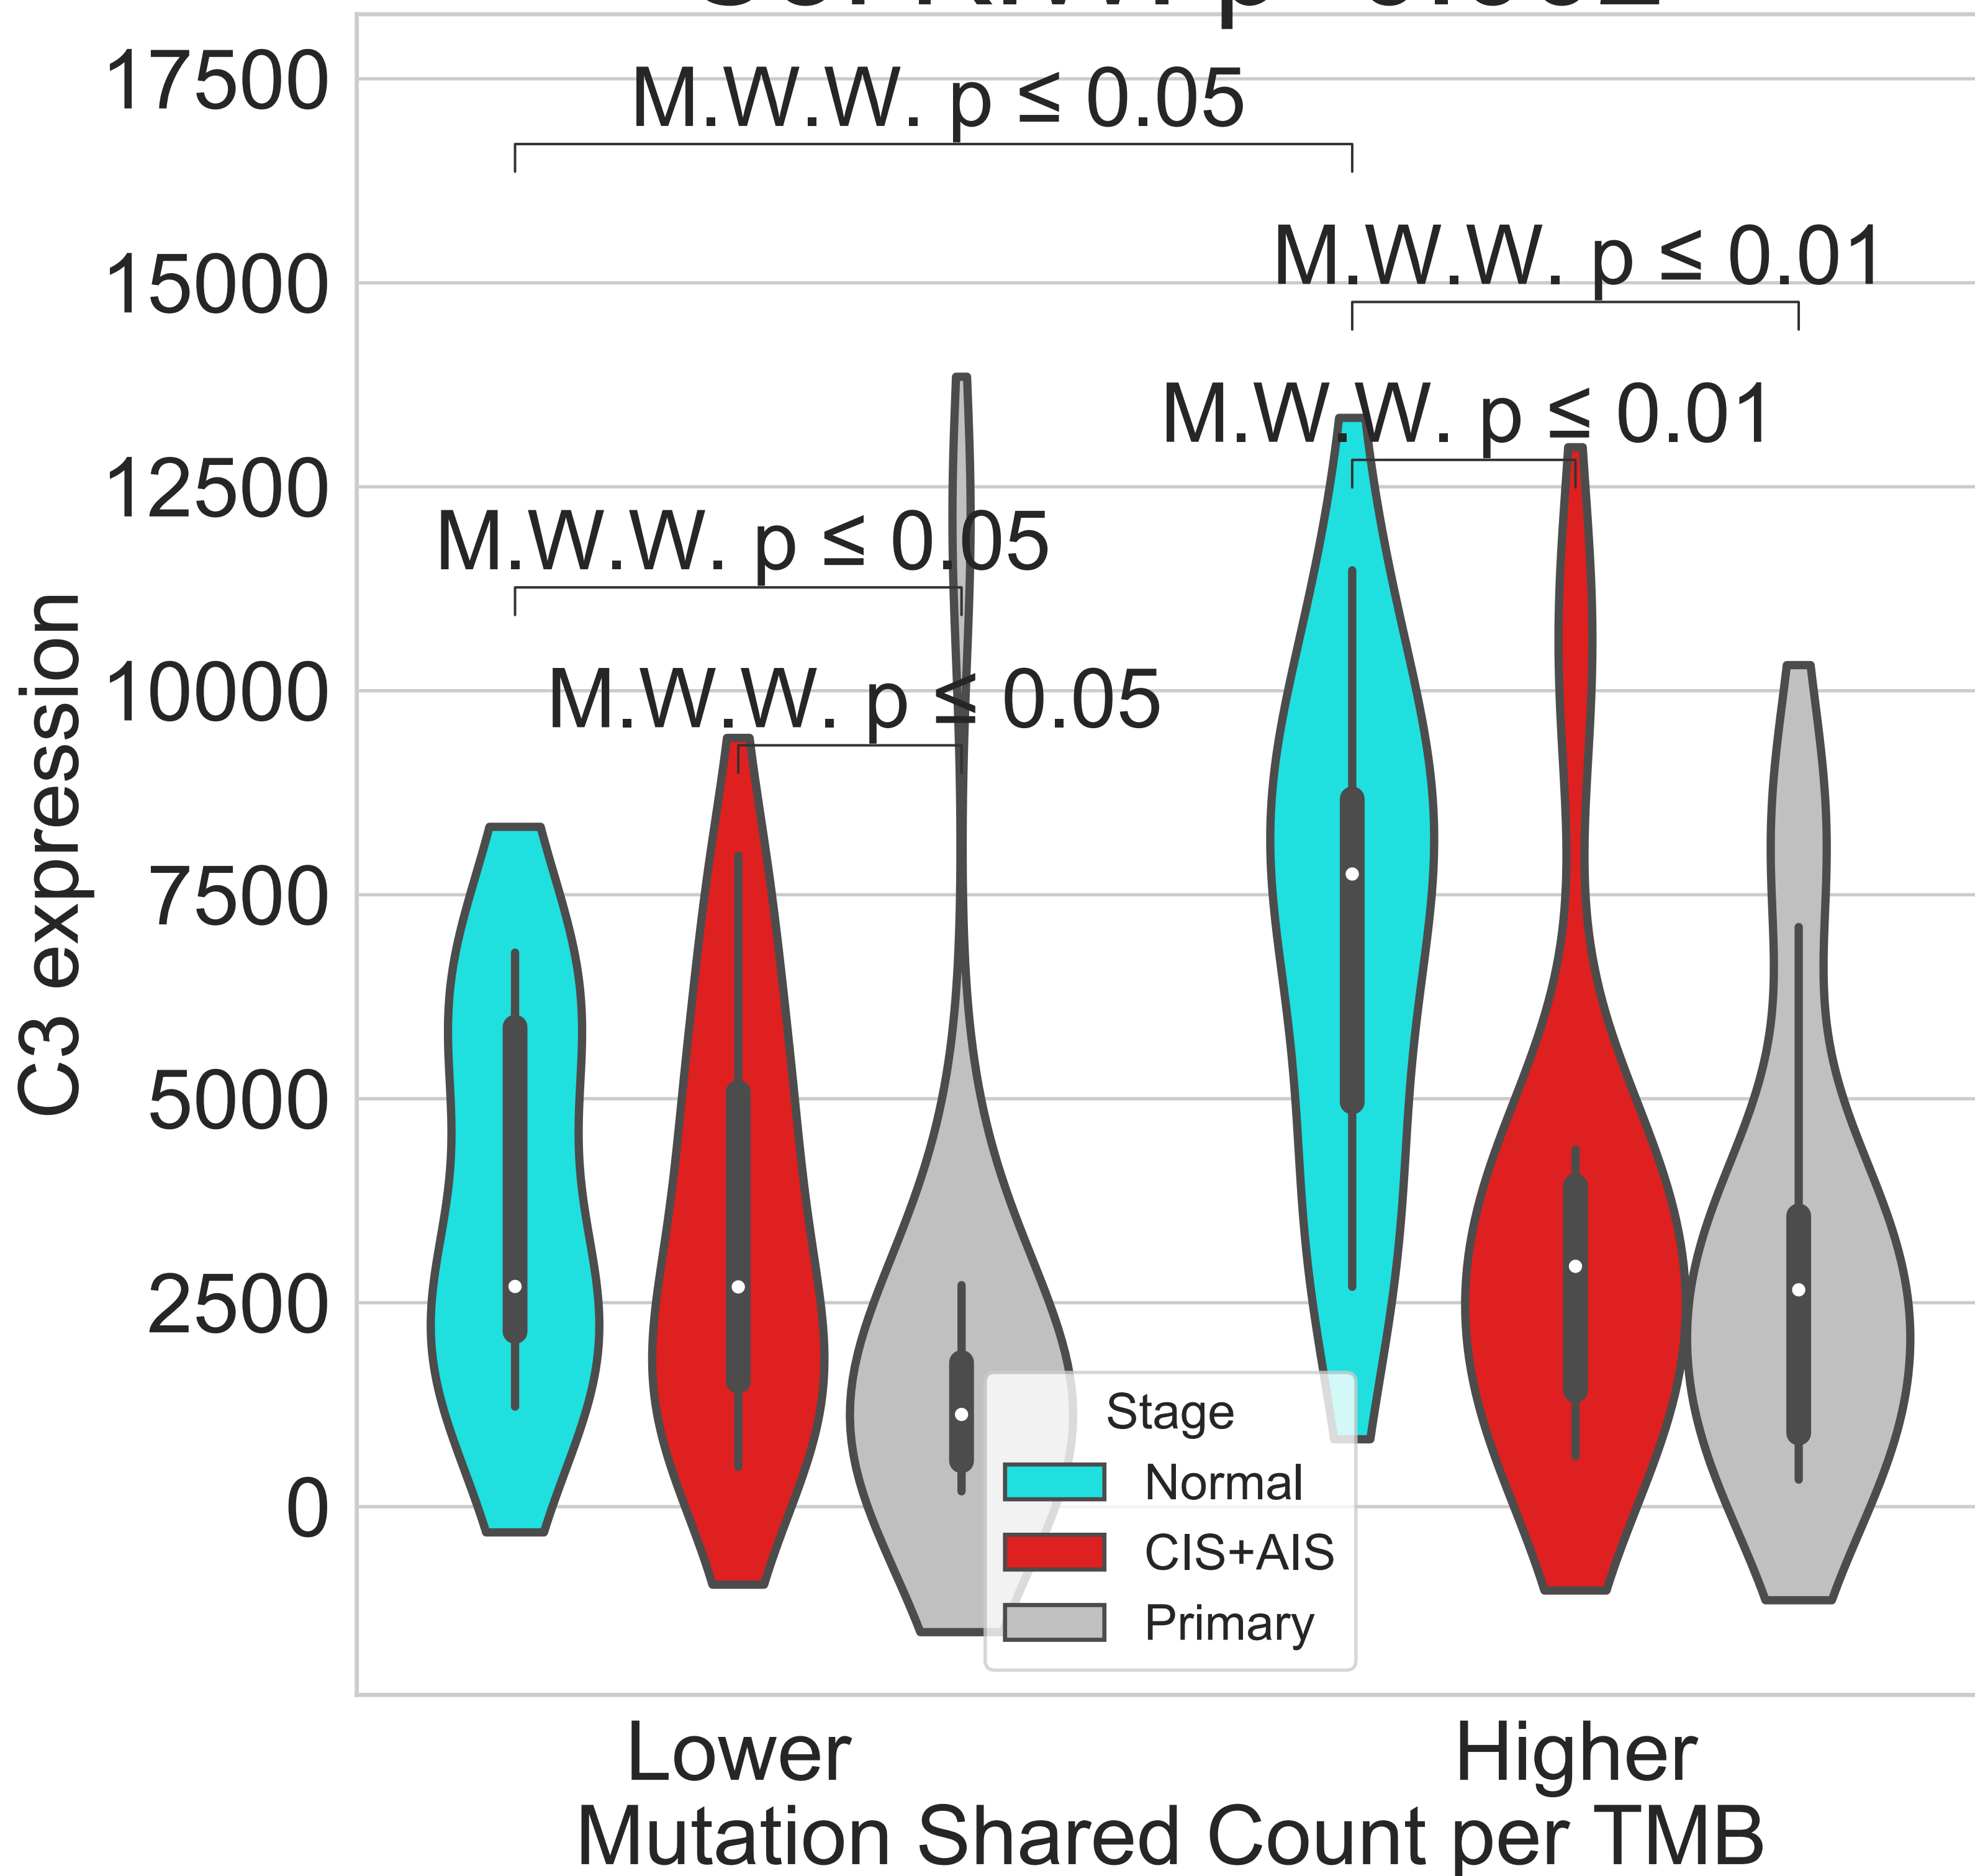 17500
M.W.W. p ≤ 0.05
15000
M.W.W. p ≤ 0.01
12500
M.W.W. p ≤ 0.01
M.W.W. p ≤ 0.05
10000
M.W.W. p ≤ 0.05
7500
5000
2500
0
C3 expression
Stage
Normal
CIS+AIS
Primary
Lower
Higher
Mutation Shared Count per TMB